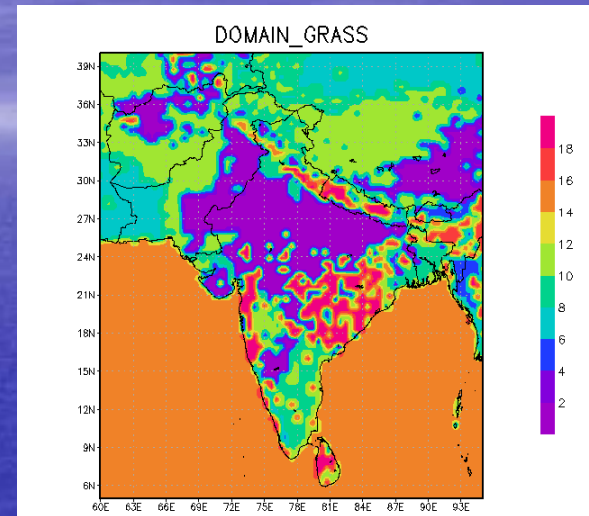 DOMAIN_GRASS
39N
36N
33N
30N
27N
24N
21N
18N
15N
12N
9N
6N
60E 63E 66E 69E 72E 75E 78E 81E 84E 87E 90E 93E
18
16
14
12
10
8
6
4
2